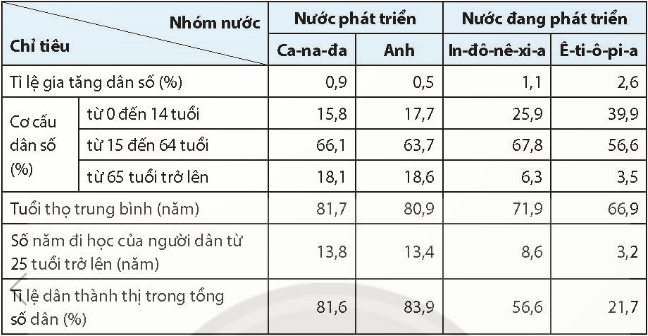 Nhóm nước
Chỉ tiêu
Nước phát triển
Nước đang phát triển
Ca-na-đa
Anh
In-đô-nê-xi-a
Ê-ti-ô-pi-a
Tỉ lệ gia tăng dân số (%)
0,9
0,5
1,1
2,6
Cơ cấu
dân số
(%)
từ 0 đến 14 tuổi
15,8
17,7
25,9
39,9
từ 15 đến 64 tuổi
66,1
63,7
67,8
56,6
từ 65 tuổi trở lên
18,1
18,6
6,3
3,5
Tuổi thọ trung bình (năm)
81,7
80,9
71,9
66,9
Số năm đi học của người dân từ
25 tuổi trở lên (năm)
13,8
13,4
8,6
3,2
Tỉ lệ dân thành thị trong tổng
số dân (%)
81,6
83,9
56,6
21,7